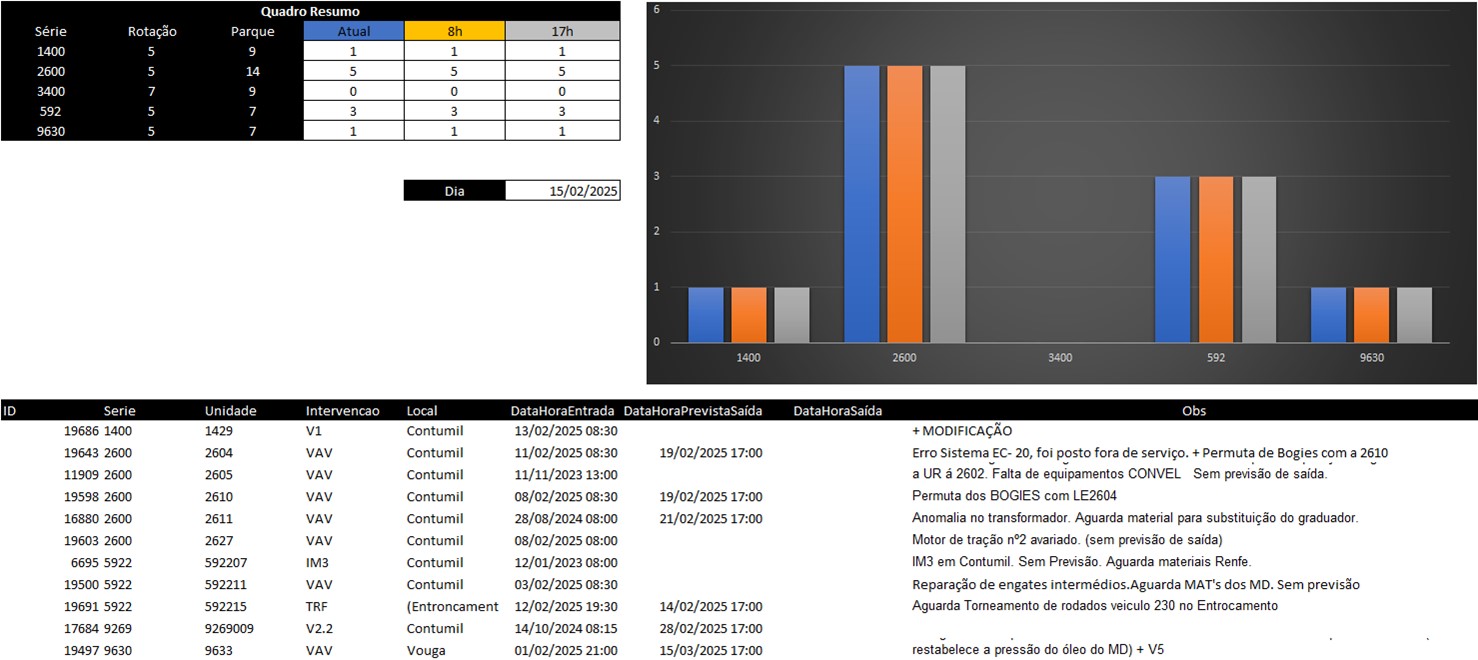 Quadro Resumo
Série Rotação Parque Atual 8h 17h
1400 5 9 1 1 1
2600 5 14 5 5 5
3400 7 9 0 0 0
592 5 7 3 3 3
9630 5 7 1 1 1
Dia 15/02/2025
6
5
4
3
2
1
0
1400 2600 3400 592 9630
ID Serie Unidade Intervencao Local DataHoraEntrada DataHoraPrevistaSaída DataHoraSaída Obs
19686 1400 1429 V1 Contumil 13/02/2025 08:30 + MODIFICAÇÃO
19643 2600 2604 VAV Contumil 11/02/2025 08:30 19/02/2025 17:00 Erro Sistema EC- 20, foi posto fora de serviço. + Permuta de Bogies com a 2610
11909 2600 2605 VAV Contumil 11/11/2023 13:00 a UR á 2602. Falta de equipamentos CONVEL Sem previsão de saída.
19598 2600 2610 VAV Contumil 08/02/2025 08:30 19/02/2025 17:00 Permuta dos BOGIES com LE2604
16880 2600 2611 VAV Contumil 28/08/2024 08:00 21/02/2025 17:00 Anomalia no transformador. Aguarda material para substituição do graduador.
19603 2600 2627 VAV Contumil 08/02/2025 08:00 Motor de tração nº2 avariado. (sem previsão de saída)
6695 5922 592207 IM3 Contumil 12/01/2023 08:00 IM3 em Contumil. Sem Previsão. Aguarda materiais Renfe.
19500 5922 592211 VAV Contumil 03/02/2025 08:30 Reparação de engates intermédios.Aguarda MAT's dos MD. Sem previsão
19691 5922 592215 TRF (Entroncament 12/02/2025 19:30 14/02/2025 17:00 Aguarda Torneamento de rodados veiculo 230 no Entrocamento
17684 9269 9269009 V2.2 Contumil 14/10/2024 08:15 28/02/2025 17:00
19497 9630 9633 VAV Vouga 01/02/2025 21:00 15/03/2025 17:00 restabelece a pressão do óleo do MD) + V5